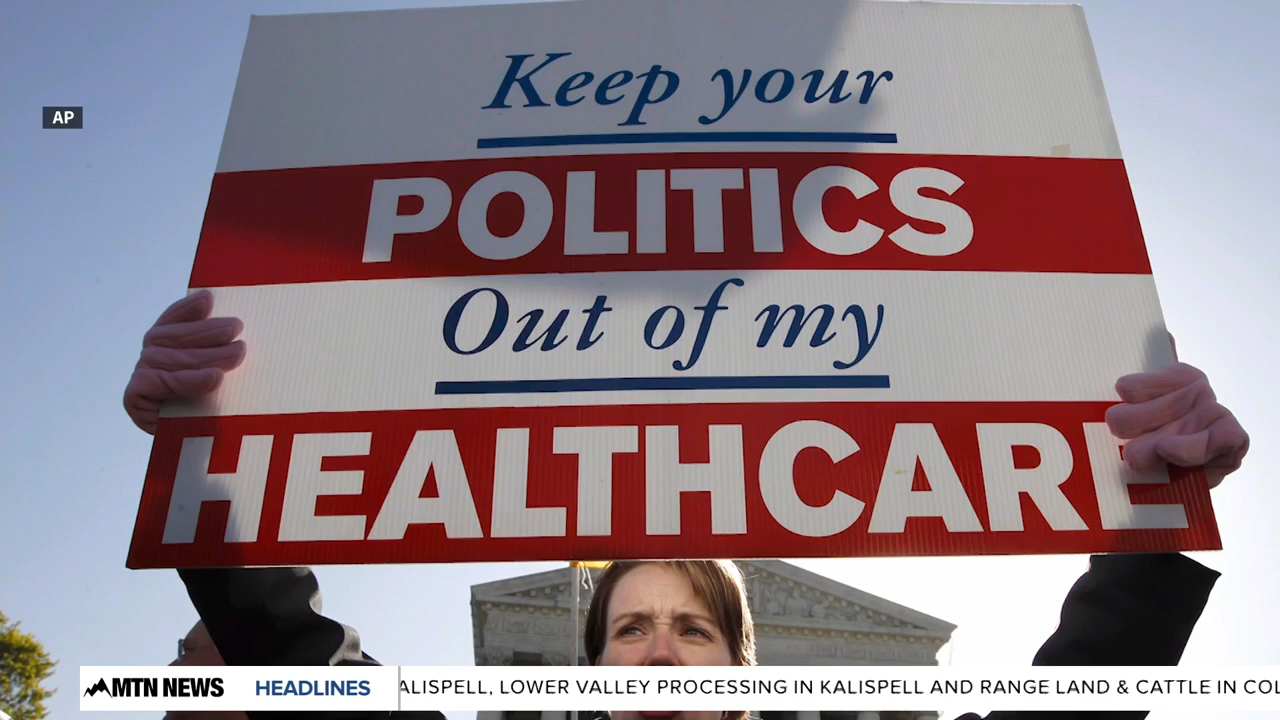 AP
Keep your
POLITICS
Out of my
HEALTHCARE
MTN NEWS HEADLINES ALISPELL, LOWER VALLEY PROCESSING IN KALISPELL AND RANGE LAND & CATTLE IN COL